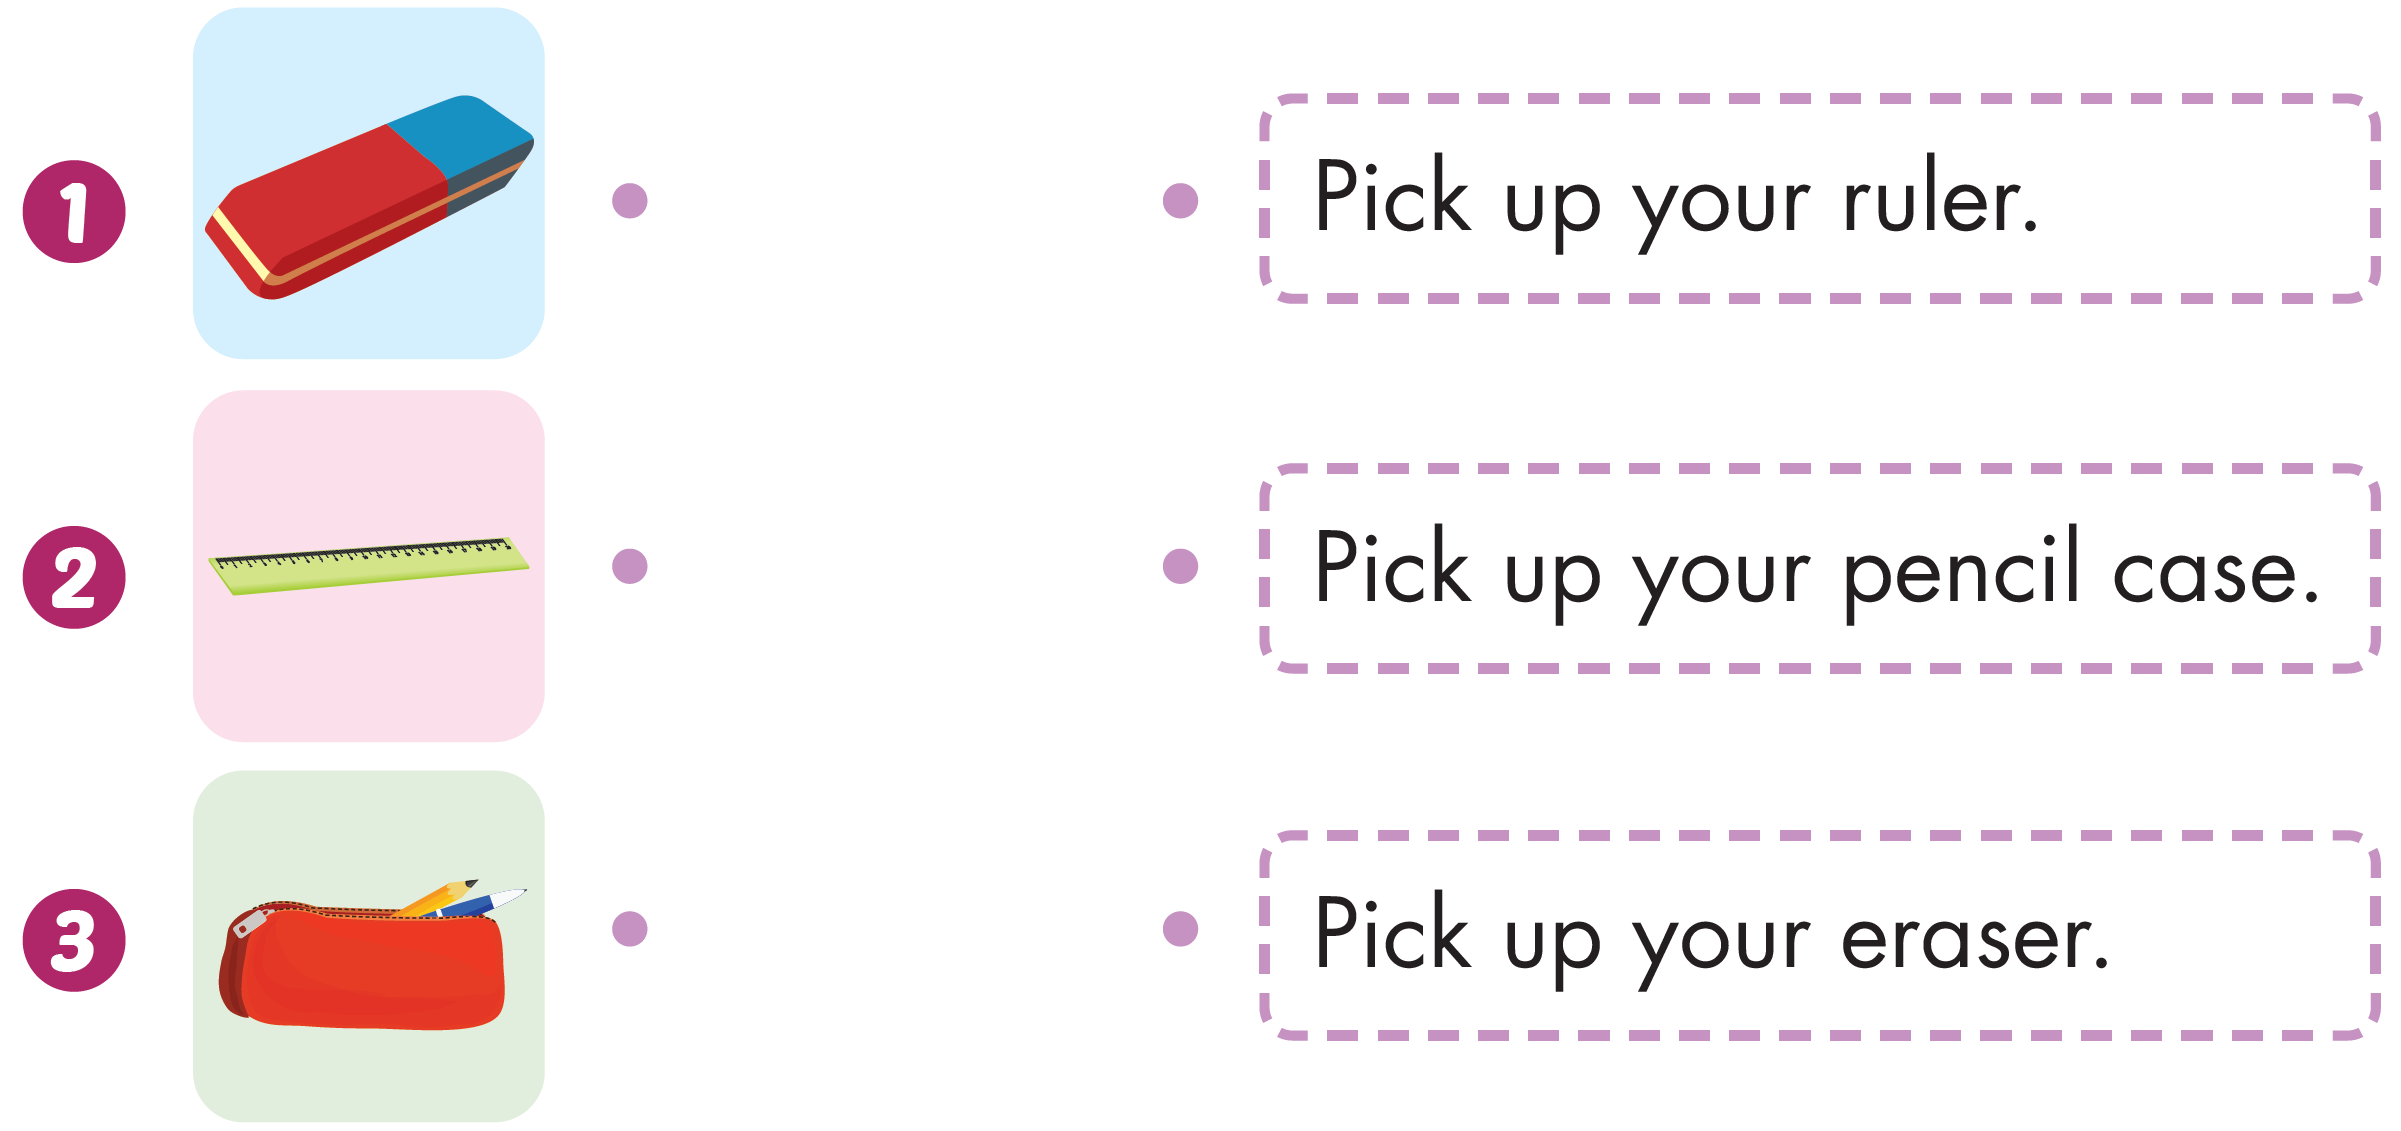 1
Pick up your ruler.
2
Pick up your pencil case.
3
Pick up your eraser.